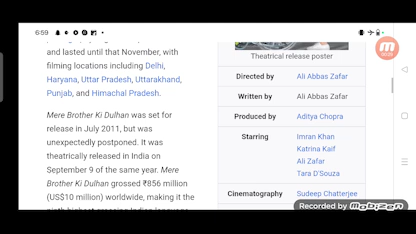 6:59
and lasted until that November, with
filming locations including Delhi,
Haryana, Uttar Pradesh, Uttarakhand,
Punjab, and Himachal Pradesh.
Mere Brother Ki Dulhan was set for
release in July 2011, but was
unexpectedly postponed. It was
theatrically released in India on
September 9 of the same year. Mere
Brother Ki Dulhan grossed ₹856 million
(US$10 million) worldwide, making it the
Theatrical release poster
Directed by Ali Abbas Zafar
Written by Ali Abbas Zafar
Produced by Aditya Chopra
Starring Imran Khan
Katrina Kaif
Ali Zafar
Tara D'Souza
Cinematography Sudeep Chatterjee
Recorded by Mobizen